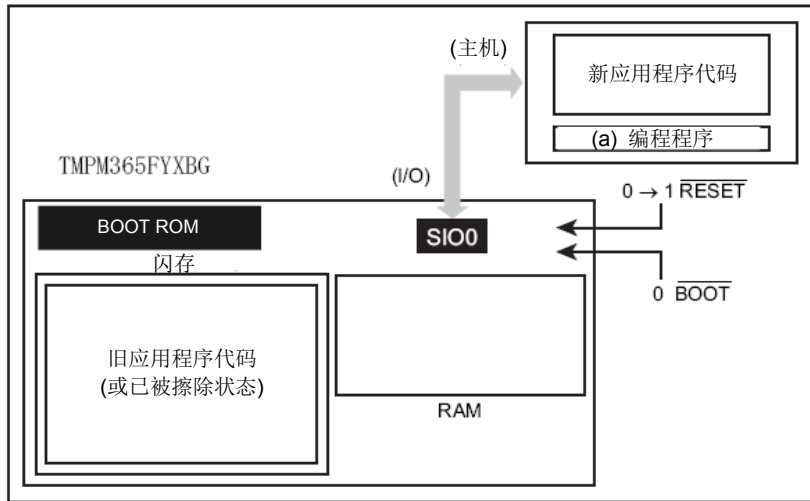 (主机)
新应用程序代码
(a) 编程程序
TMPM365FYXBG
(I/O)
0 → 1 RESET
BOOT ROM
SIO0
闪存
0 BOOT
旧应用程序代码
(或已被擦除状态)
RAM